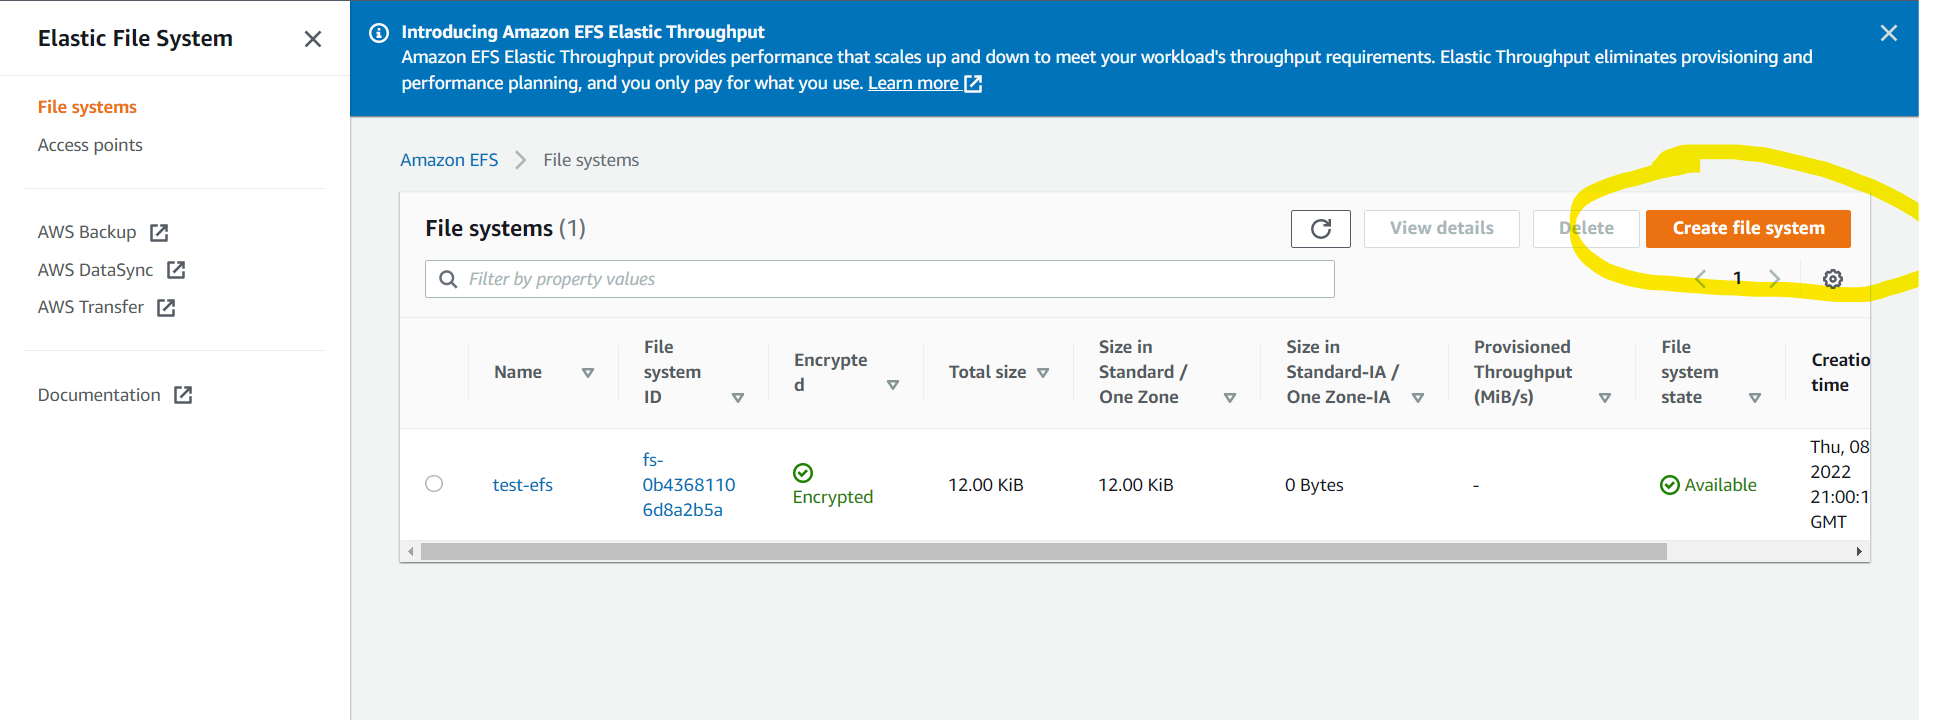 Elastic File System
File systems
Access points
AWS Backup
AWS DataSync
AWS Transfer
Documentation
Introducing Amazon EFS Elastic Throughput
Amazon EFS Elastic Throughput provides performance that scales up and down to meet your workload's throughput requirements. Elastic Throughput eliminates provisioning and
performance planning, and you only pay for what you use. Learn more
Amazon EFS > File systems
File systems (1)
View details
Delete
Create file system
Filter by property values
1
Name
File
system
ID
Encrypte
d
Total size
Size in
Standard /
One Zone
Size in
Standard-IA /
One Zone-IA
Provisioned
Throughput
(MiB/s)
File
system
state
Creatio
time
test-efs
fs-
0b4368110
6d8a2b5a
Encrypted
12.00 KiB
12.00 KiB
0 Bytes
-
Available
Thu, 08
2022
21:00:1
GMT